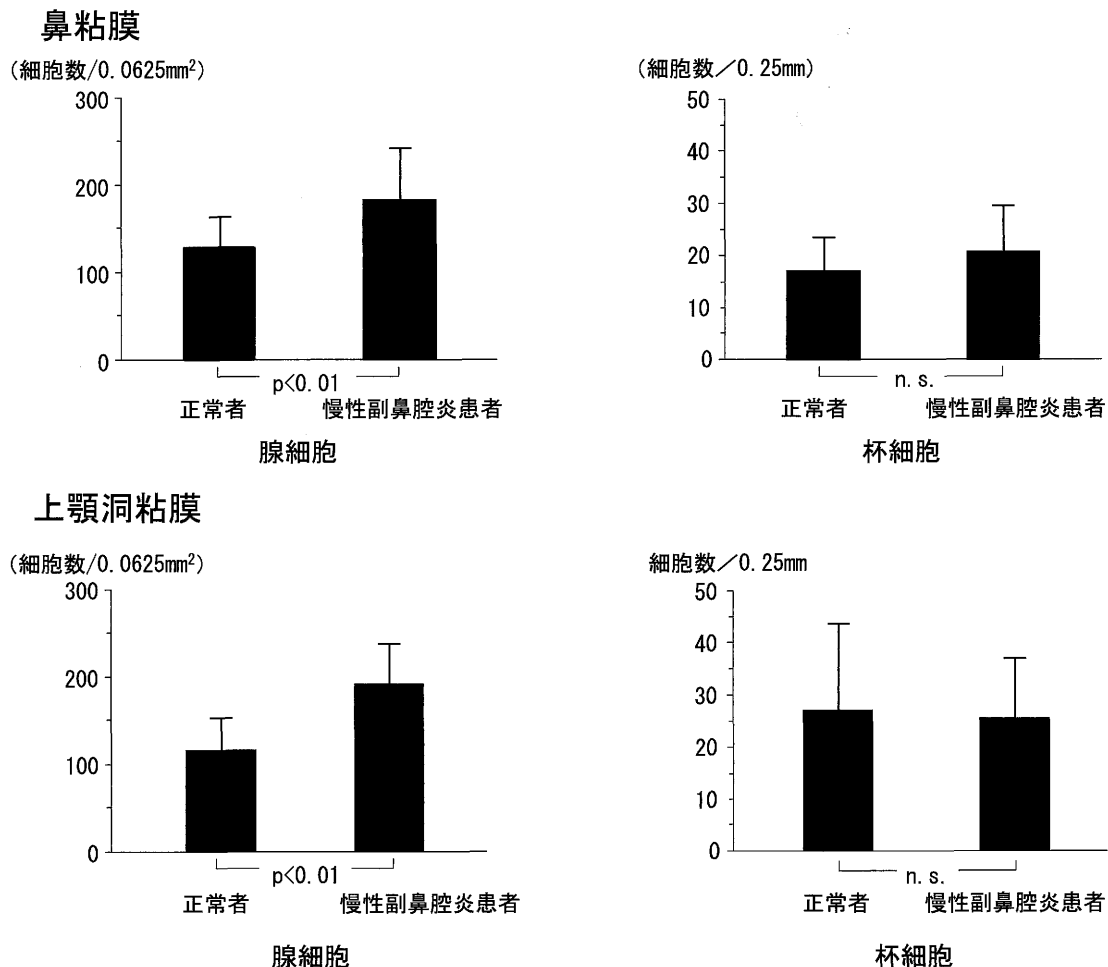 鼻粘膜
(細胞数/0.0625mm²)
300
200
100
0
p<0.01
正常者
慢性副鼻腔炎患者
腺細胞
(細胞数／0.25mm)
50
40
30
20
10
0
n.s.
正常者
慢性副鼻腔炎患者
杯細胞
上顎洞粘膜
(細胞数/0.0625mm²)
300
200
100
0
p<0.01
正常者
慢性副鼻腔炎患者
腺細胞
細胞数／0.25mm
50
40
30
20
10
0
n.s.
正常者
慢性副鼻腔炎患者
杯細胞